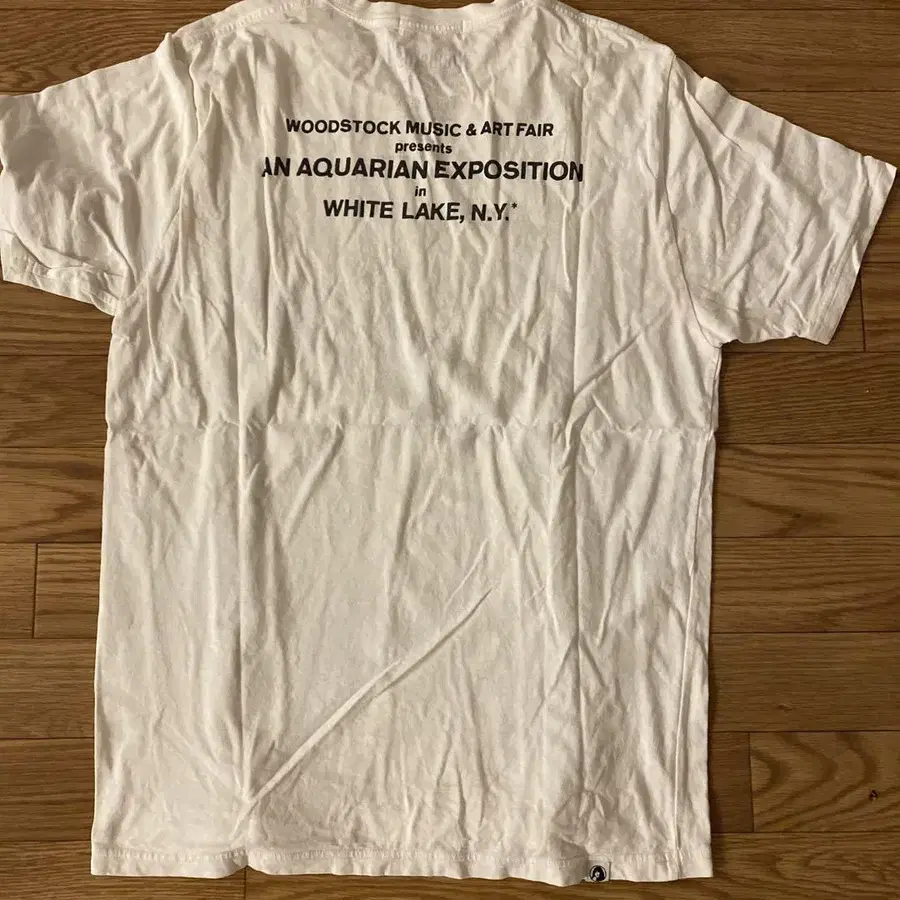 WOODSTOCK MUSIC & ART FAIR
presents
AN AQUARIAN EXPOSITION
in
WHITE LAKE, N.Y.*